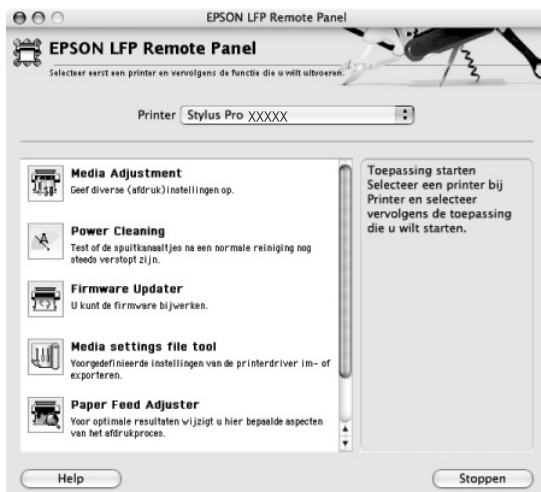 EPSON LFP Remote Panel
EPSON LFP Remote Panel
Selecteer eerst een printer en vervolgens de functie die u wilt uitvoeren.
Printer Stylus Pro XXXXX
Media Adjustment
Geef diverse (afdruk)instellingen op.
Power Cleaning
Test of de spuitkanaaltjes na een normale reiniging nog
steeds verstopt zijn.
Firmware Updater
U kunt de firmware bijwerken.
Media settings file tool
Voorgedefinieerde instellingen van de printerdriver im- of
exporteren.
Paper Feed Adjuster
Voor optimale resultaten wijzigt u hier bepaalde aspecten
van het afdrukproces.
Toepassing starten
Selecteer een printer bij
Printer en selecteer
vervolgens de toepassing
die u wilt starten.
Help
Stoppen